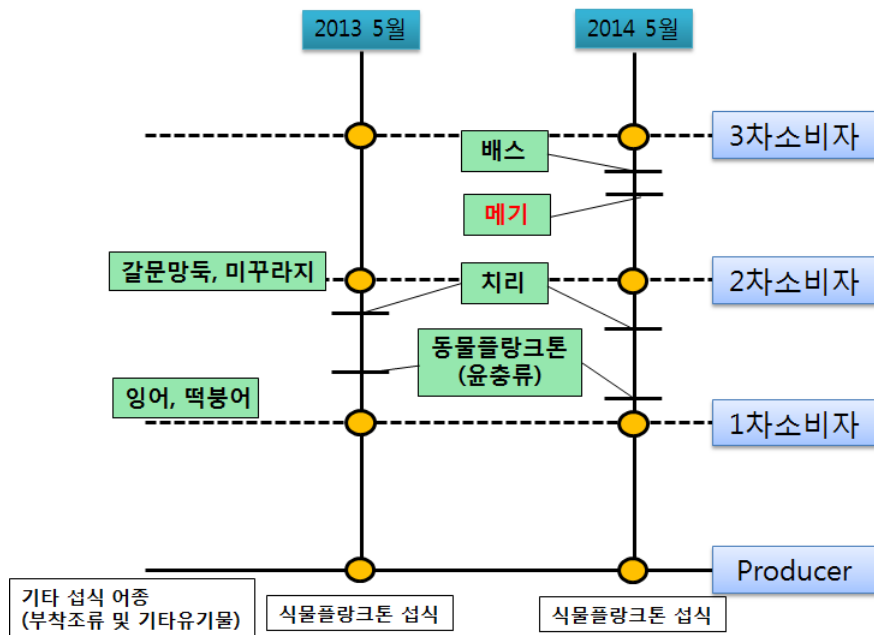 2013 5월
2014 5월
3차소비자
배스
메기
갈문망둑, 미꾸라지
치리
2차소비자
동물플랑크톤
(윤충류)
잉어, 떡붕어
1차소비자
Producer
기타 섭식 어종
(부착조류 및 기타유기물)
식물플랑크톤 섭식
식물플랑크톤 섭식